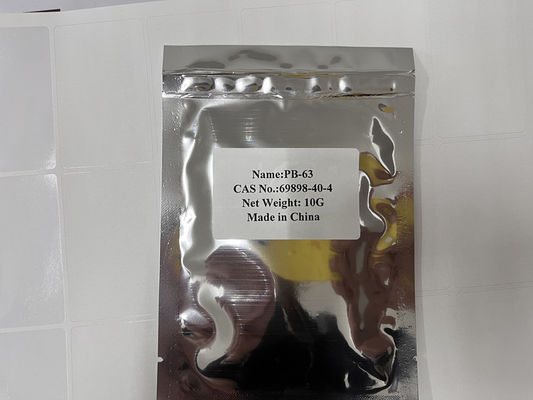 Name:PB-63
CAS No.:69898-40-4
Net Weight: 10G
Made in China